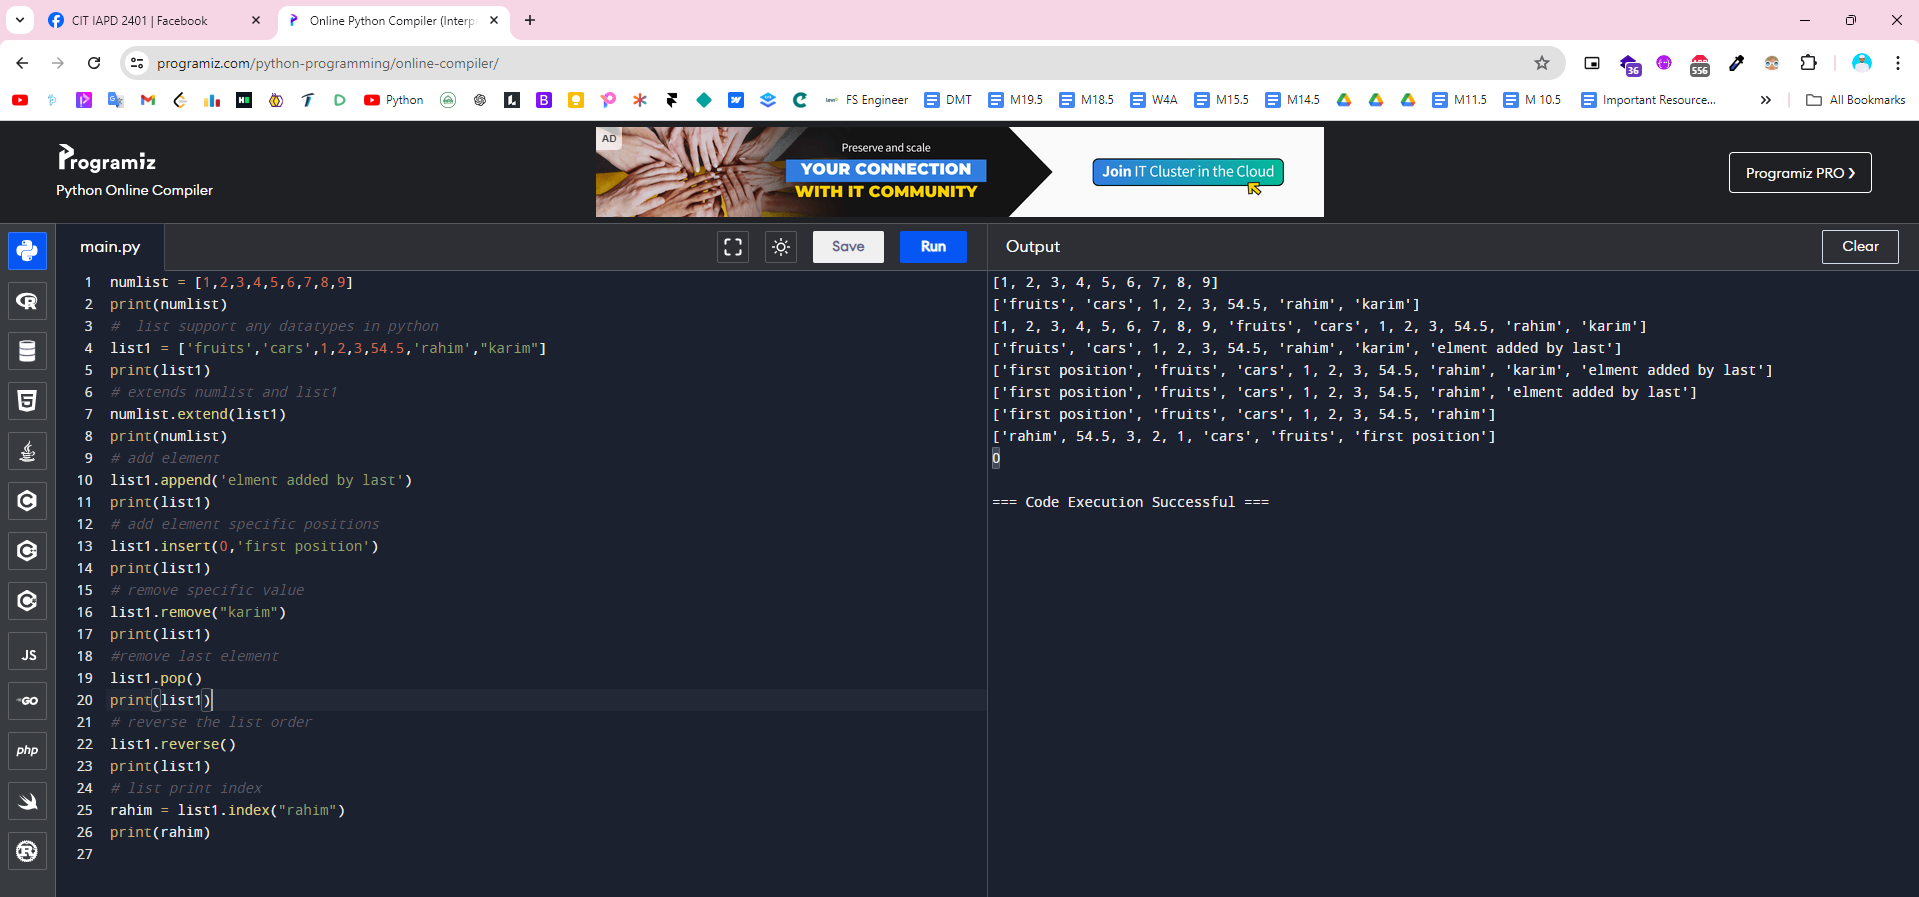 CIT IAPD 2401 | Facebook
Online Python Compiler (Interp
programiz.com/python-programming/online-compiler/
36
556
Python
FS Engineer
DMT
M19.5
M18.5
W4A
M15.5
M14.5
M11.5
M 10.5
Important Resource...
All Bookmarks
Programiz
Python Online Compiler
AD
Preserve and scale
YOUR CONNECTION
WITH IT COMMUNITY
Join IT Cluster in the Cloud
Programiz PRO ❯
main.py
Save
Run
Output
Clear
1 numlist = [1,2,3,4,5,6,7,8,9]
2 print(numlist)
3 #  list support any datatypes in python
4 list1 = ['fruits','cars',1,2,3,54.5,'rahim',"karim"]
5 print(list1)
6 # extends numlist and list1
7 numlist.extend(list1)
8 print(numlist)
9 # add element
10 list1.append('elment added by last')
11 print(list1)
12 # add element specific positions
13 list1.insert(0,'first position')
14 print(list1)
15 # remove specific value
16 list1.remove("karim")
17 print(list1)
18 #remove last element
19 list1.pop()
20 print(list1)
21 # reverse the list order
22 list1.reverse()
23 print(list1)
24 # list print index
25 rahim = list1.index("rahim")
26 print(rahim)
27
[1, 2, 3, 4, 5, 6, 7, 8, 9]
['fruits', 'cars', 1, 2, 3, 54.5, 'rahim', 'karim']
[1, 2, 3, 4, 5, 6, 7, 8, 9, 'fruits', 'cars', 1, 2, 3, 54.5, 'rahim', 'karim']
['fruits', 'cars', 1, 2, 3, 54.5, 'rahim', 'karim', 'elment added by last']
['first position', 'fruits', 'cars', 1, 2, 3, 54.5, 'rahim', 'karim', 'elment added by last']
['first position', 'fruits', 'cars', 1, 2, 3, 54.5, 'rahim', 'elment added by last']
['first position', 'fruits', 'cars', 1, 2, 3, 54.5, 'rahim']
['rahim', 54.5, 3, 2, 1, 'cars', 'fruits', 'first position']
0
=== Code Execution Successful ===
JS
GO
php